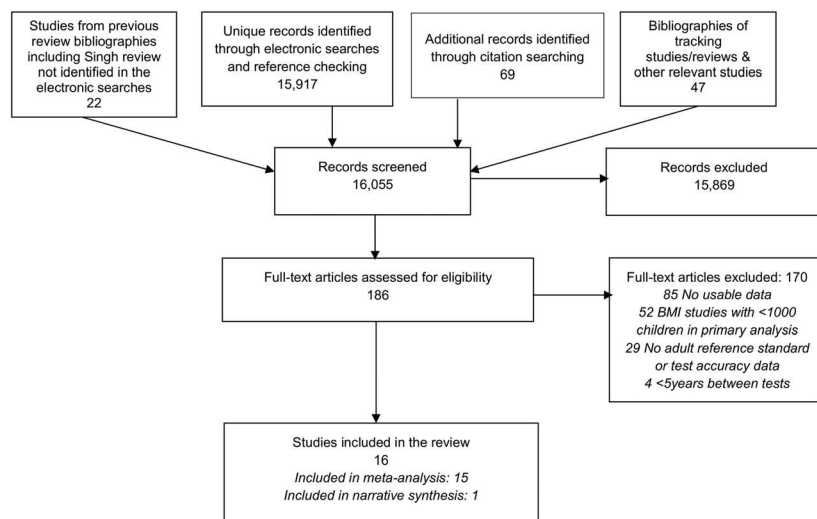 Studies from previous
review bibliographies
including Singh review
not identified in the
electronic searches
22
Unique records identified
through electronic searches
and reference checking
15,917
Additional records identified
through citation searching
69
Bibliographies of
tracking
studies/reviews &
other relevant studies
47
Records screened
16,055
Records excluded
15,869
Full-text articles assessed for eligibility
186
Full-text articles excluded: 170
85 No usable data
52 BMI studies with <1000
children in primary analysis
29 No adult reference standard
or test accuracy data
4 <5years between tests
Studies included in the review
16
Included in meta-analysis: 15
Included in narrative synthesis: 1